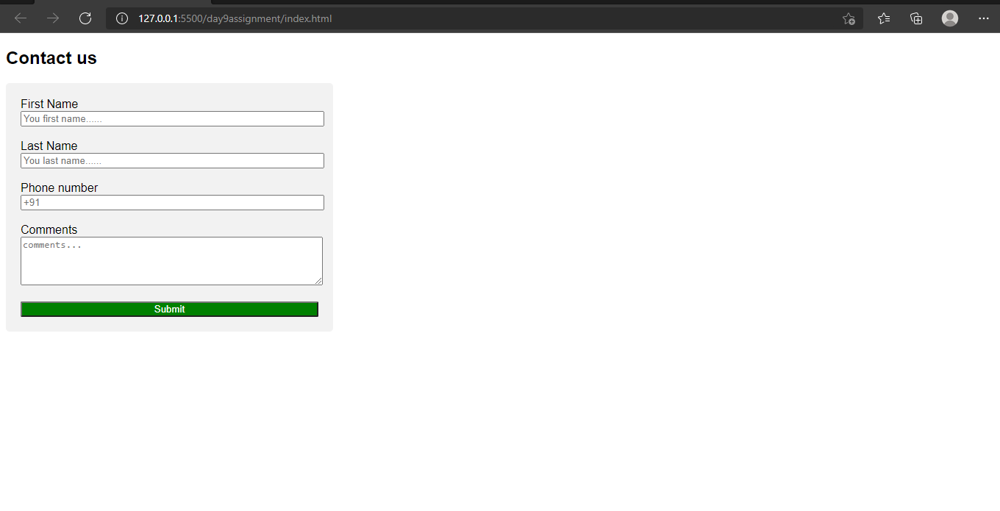 127.0.0.1:5500/day9assignment/index.html
Contact us
First Name
You first name......
Last Name
You last name......
Phone number
+91
Comments
comments...
Submit